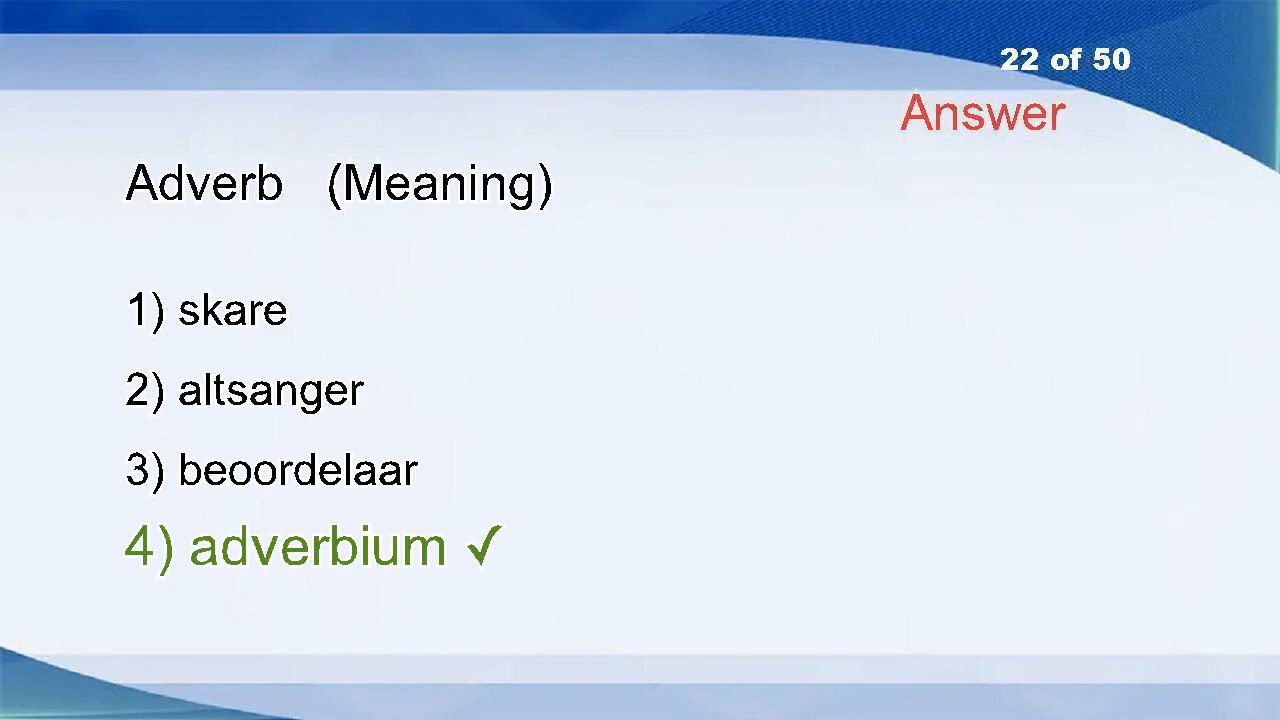 22 of 50
Answer
Adverb (Meaning)
1) skare
2) altsanger
3) beoordelaar
4) adverbium ✓